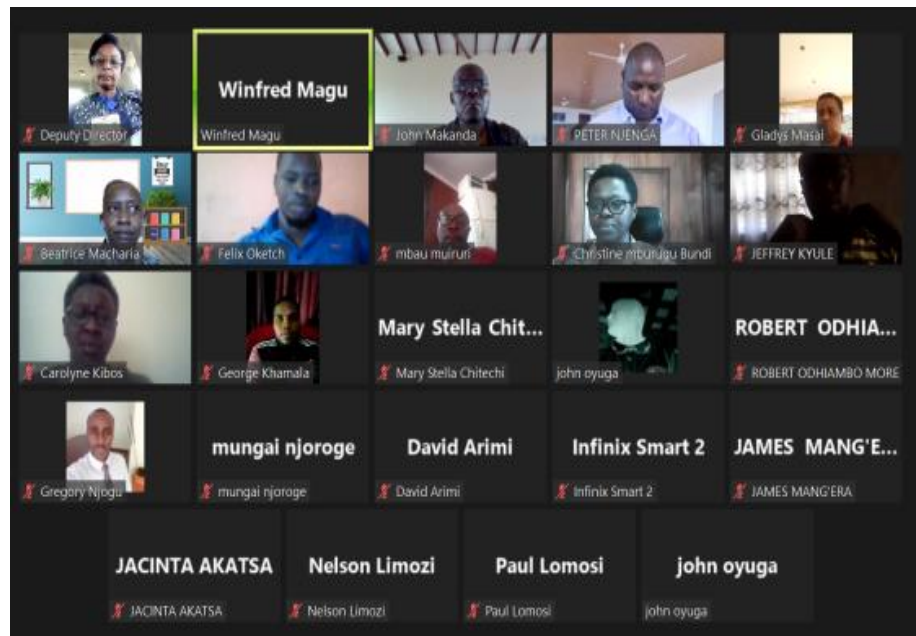 Deputy Director
Winfred Magu
Winfred Magu
John Makanda
PETER NJENGA
Gladys Masai
Beatrice Macharia
Felix Oketch
mbau muiruri
Christine mburugu Bundi
JEFFREY KYULE
Carolyne Kibos
George Khamala
Mary Stella Chit...
Mary Stella Chitechi
john oyuga
ROBERT ODHIA...
ROBERT ODHIAMBO MORE
Gregory Njogu
mungai njoroge
mungai njoroge
David Arimi
David Arimi
Infinix Smart 2
Infinix Smart 2
JAMES MANG'E...
JAMES MANG'ERA
JACINTA AKATSA
JACINTA AKATSA
Nelson Limozi
Nelson Limozi
Paul Lomosi
Paul Lomosi
john oyuga
john oyuga